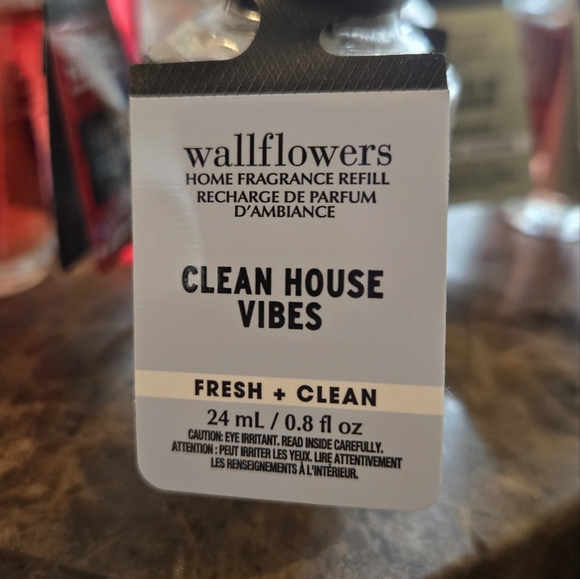 wallflowers
HOME FRAGRANCE REFILL
RECHARGE DE PARFUM
D'AMBIANCE
CLEAN HOUSE
VIBES
FRESH + CLEAN
24 mL / 0.8 fl oz
CAUTION: EYE IRRITANT. READ INSIDE CAREFULLY.
ATTENTION : PEUT IRRITER LES YEUX. LIRE ATTENTIVEMENT
LES RENSEIGNEMENTS À L'INTÉRIEUR.